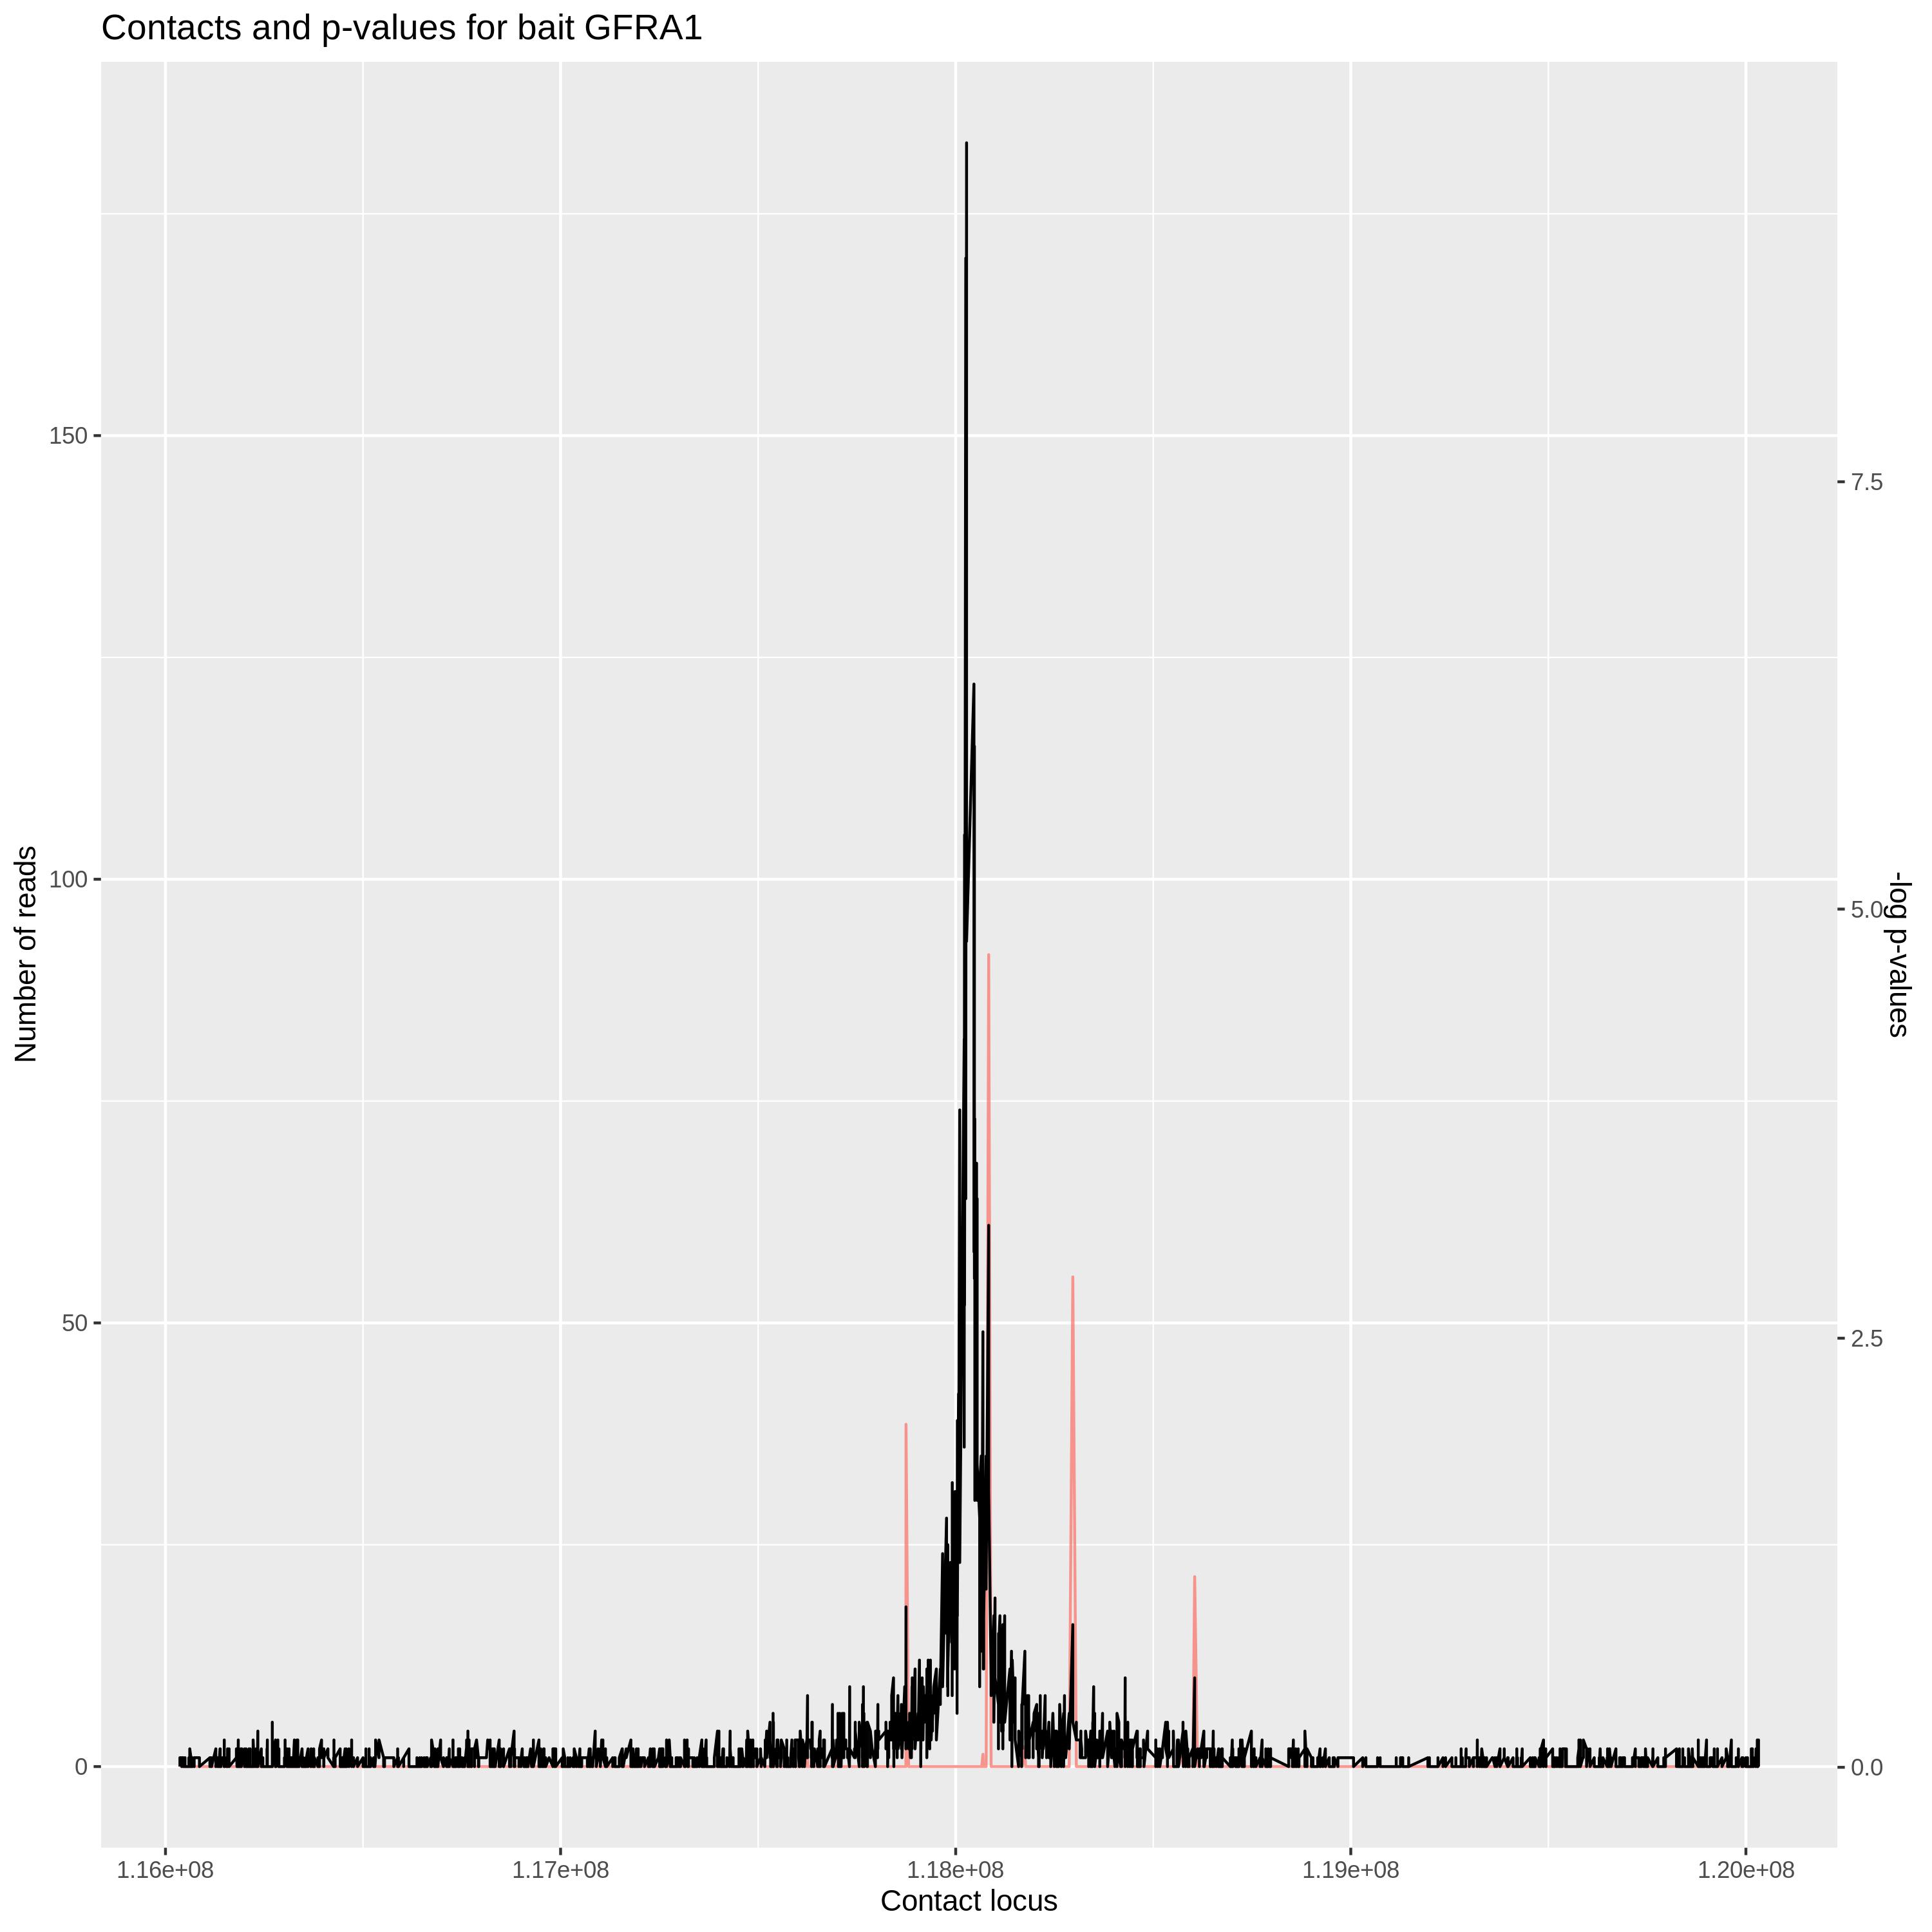 Contacts and p-values for bait GFRA1
150
100
50
0
Number of reads
7.5
5.0
2.5
0.0
-log p-values
1.16e+08 1.17e+08 1.18e+08 1.19e+08 1.20e+08
Contact locus